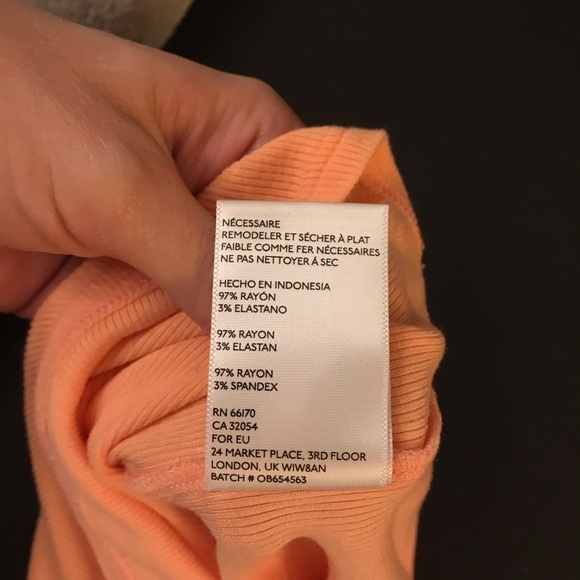 NÉCESSAIRE
REMODELER ET SÉCHER À PLAT
FAIBLE COMME FER NÉCESSAIRES
NE PAS NETTOYER Á SEC
HECHO EN INDONESIA
97% RAYÓN
3% ELASTANO
97% RAYON
3% ELASTAN
97% RAYON
3% SPANDEX
RN 66170
CA 32054
FOR EU
24 MARKET PLACE, 3RD FLOOR
LONDON, UK WIW8AN
BATCH # OB654563